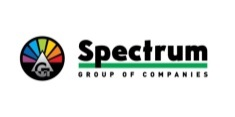 Spectrum
GROUP OF COMPANIES